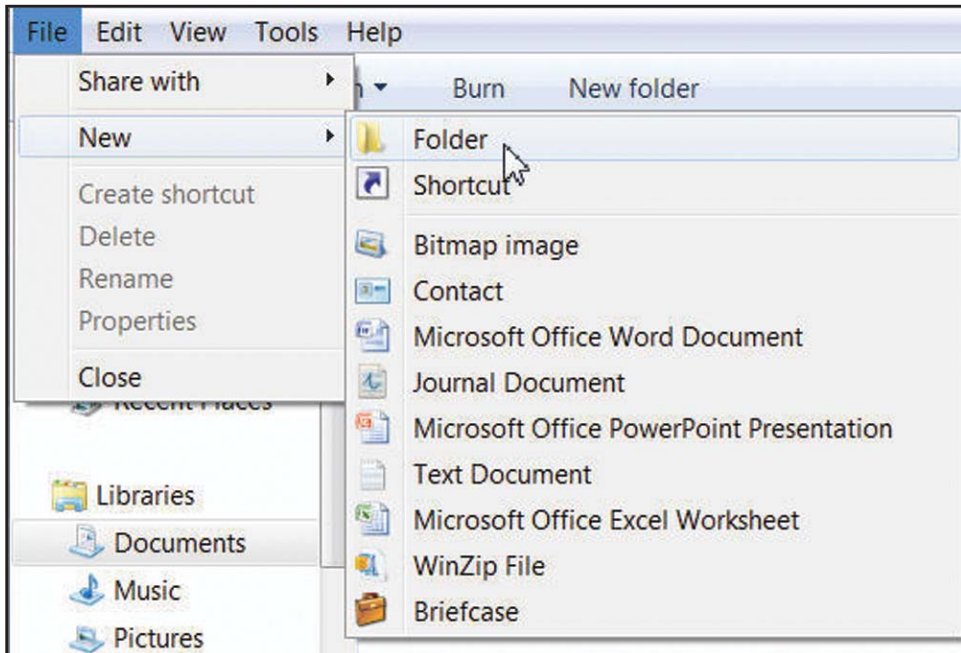 File Edit View Tools Help
Share with
Burn New folder
New
Folder
Shortcut
Create shortcut
Delete
Rename
Properties
Close
Bitmap image
Contact
Microsoft Office Word Document
Journal Document
Microsoft Office PowerPoint Presentation
Text Document
Microsoft Office Excel Worksheet
WinZip File
Briefcase
Recent Places
Libraries
Documents
Music
Pictures